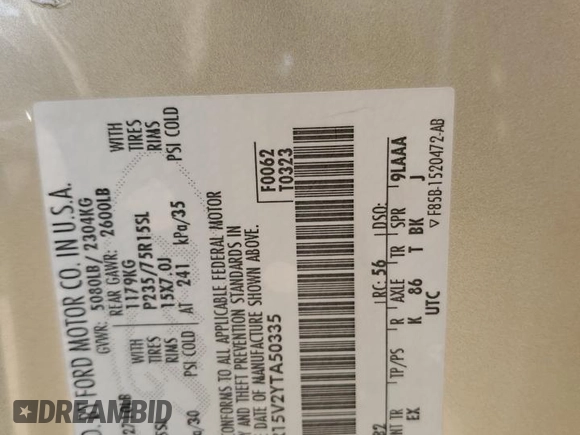 FORD MOTOR CO. IN U.S.A.
GVWR: 5080LB/ 2304KG
REAR GAWR: 2600LB
1179KG WITH
P235/75R15SL TIRES
15X7.0J RIMS
AT 241 kPa/35 PSI COLD
WITH
TIRES
RIMS
/30 PSI COLD
CONFORMS TO ALL APPLICABLE FEDERAL MOTOR
AND THEFT PREVENTION STANDARDS IN
DATE OF MANUFACTURE SHOWN ABOVE.
15V2YTA50335
F0062
T0323
RC: 56 DSO:
TP/PS R AXLE TR SPR 9LAAA
EX K 86 T BK J
UTC
▽ F85B-1520472-AB
AUTOBIDCAR